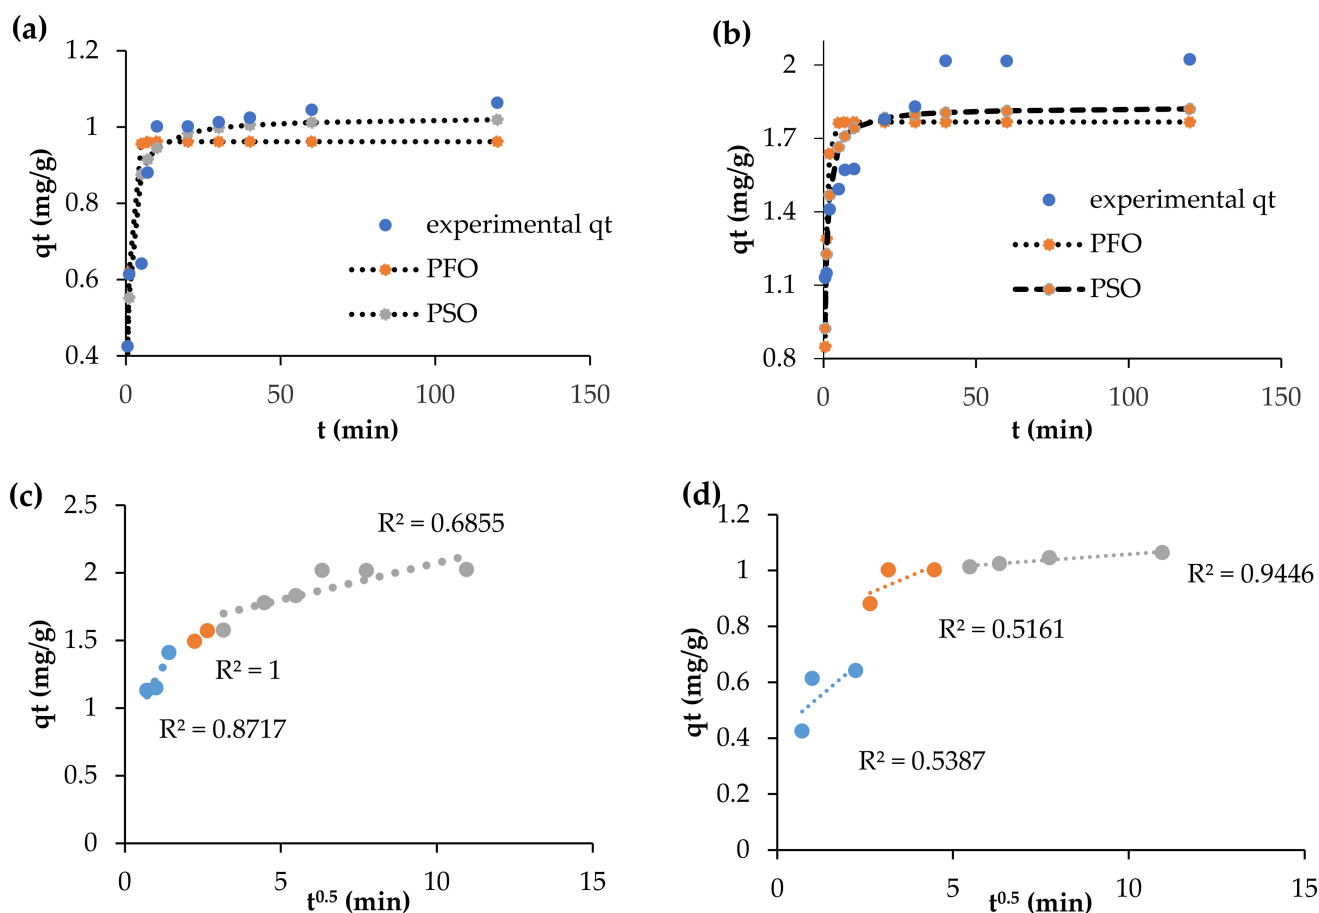 (a)
qt (mg/g)
1.2
1
0.8
0.6
0.4
0
50
100
150
t (min)
experimental qt
PFO
PSO
(b)
qt (mg/g)
2
1.7
1.4
1.1
0.8
0
50
100
150
t (min)
experimental qt
PFO
PSO
(c)
qt (mg/g)
2.5
2
1.5
1
0.5
0
0
5
10
15
t⁰·⁵ (min)
R² = 0.6855
R² = 1
R² = 0.8717
(d)
qt (mg/g)
1.2
1
0.8
0.6
0.4
0.2
0
0
5
10
15
t⁰·⁵ (min)
R² = 0.9446
R² = 0.5161
R² = 0.5387